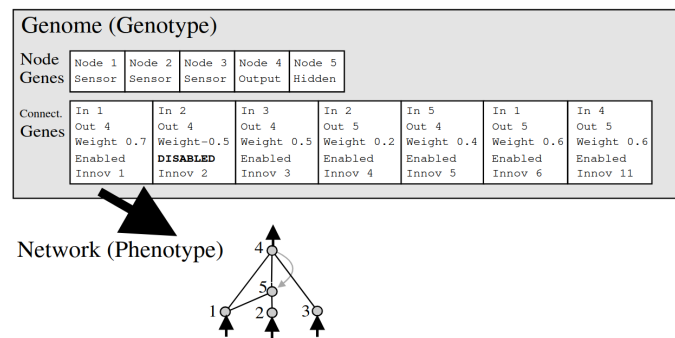 Genome (Genotype)
Node Genes
Node 1 Node 2 Node 3 Node 4 Node 5
Sensor Sensor Sensor Output Hidden
Connect. Genes
In 1 In 2 In 3 In 2 In 5 In 1 In 4
Out 4 Out 4 Out 4 Out 5 Out 4 Out 5 Out 5
Weight 0.7 Weight-0.5 Weight 0.5 Weight 0.2 Weight 0.4 Weight 0.6 Weight 0.6
Enabled DISABLED Enabled Enabled Enabled Enabled Enabled
Innov 1 Innov 2 Innov 3 Innov 4 Innov 5 Innov 6 Innov 11
Network (Phenotype)
4
5
1 2 3